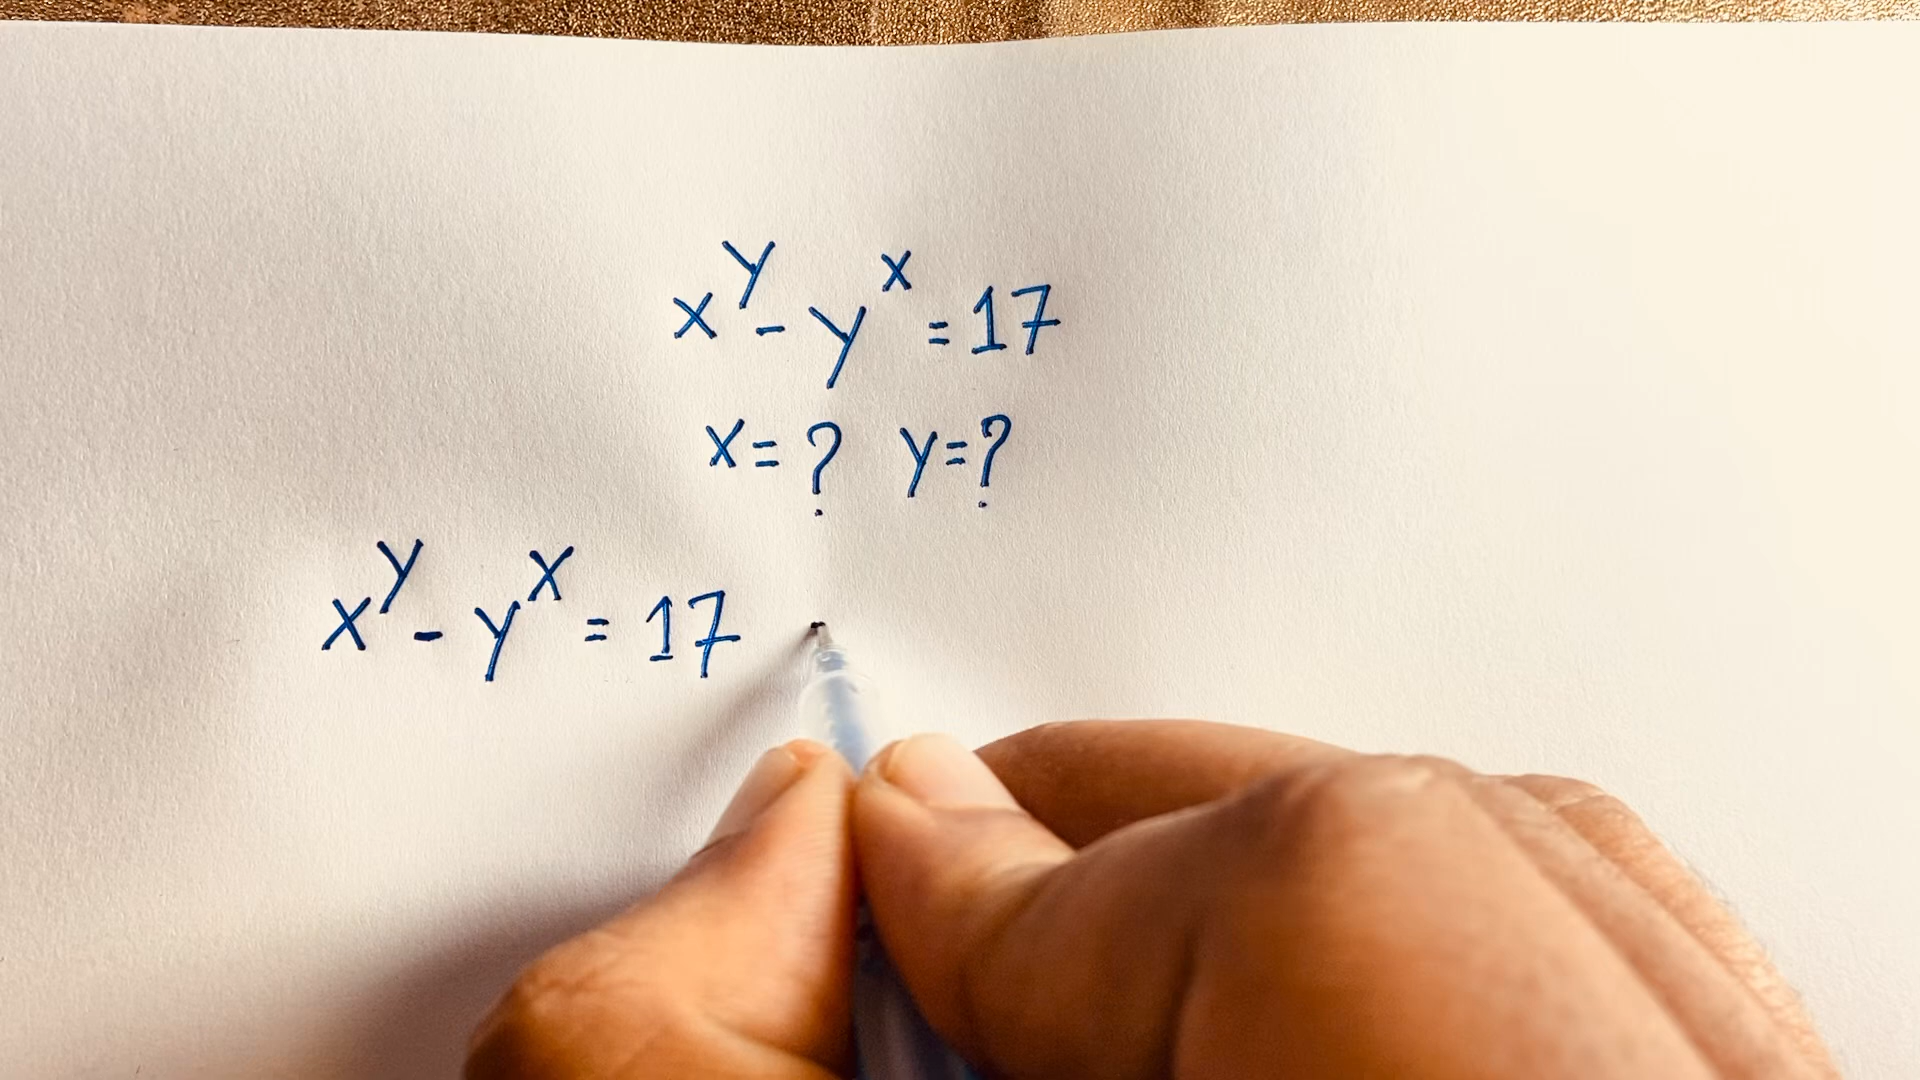 x^y - y^x = 17
x = ? y = ?
x^y - y^x = 17